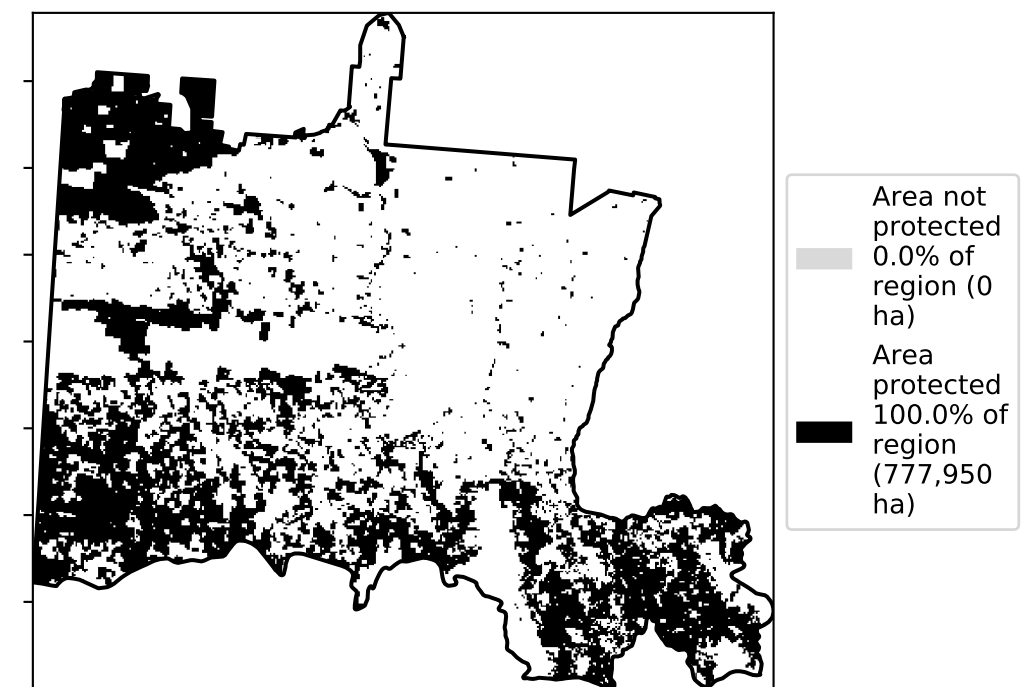 Area not
protected
0.0% of
region (0
ha)
Area
protected
100.0% of
region
(777,950
ha)